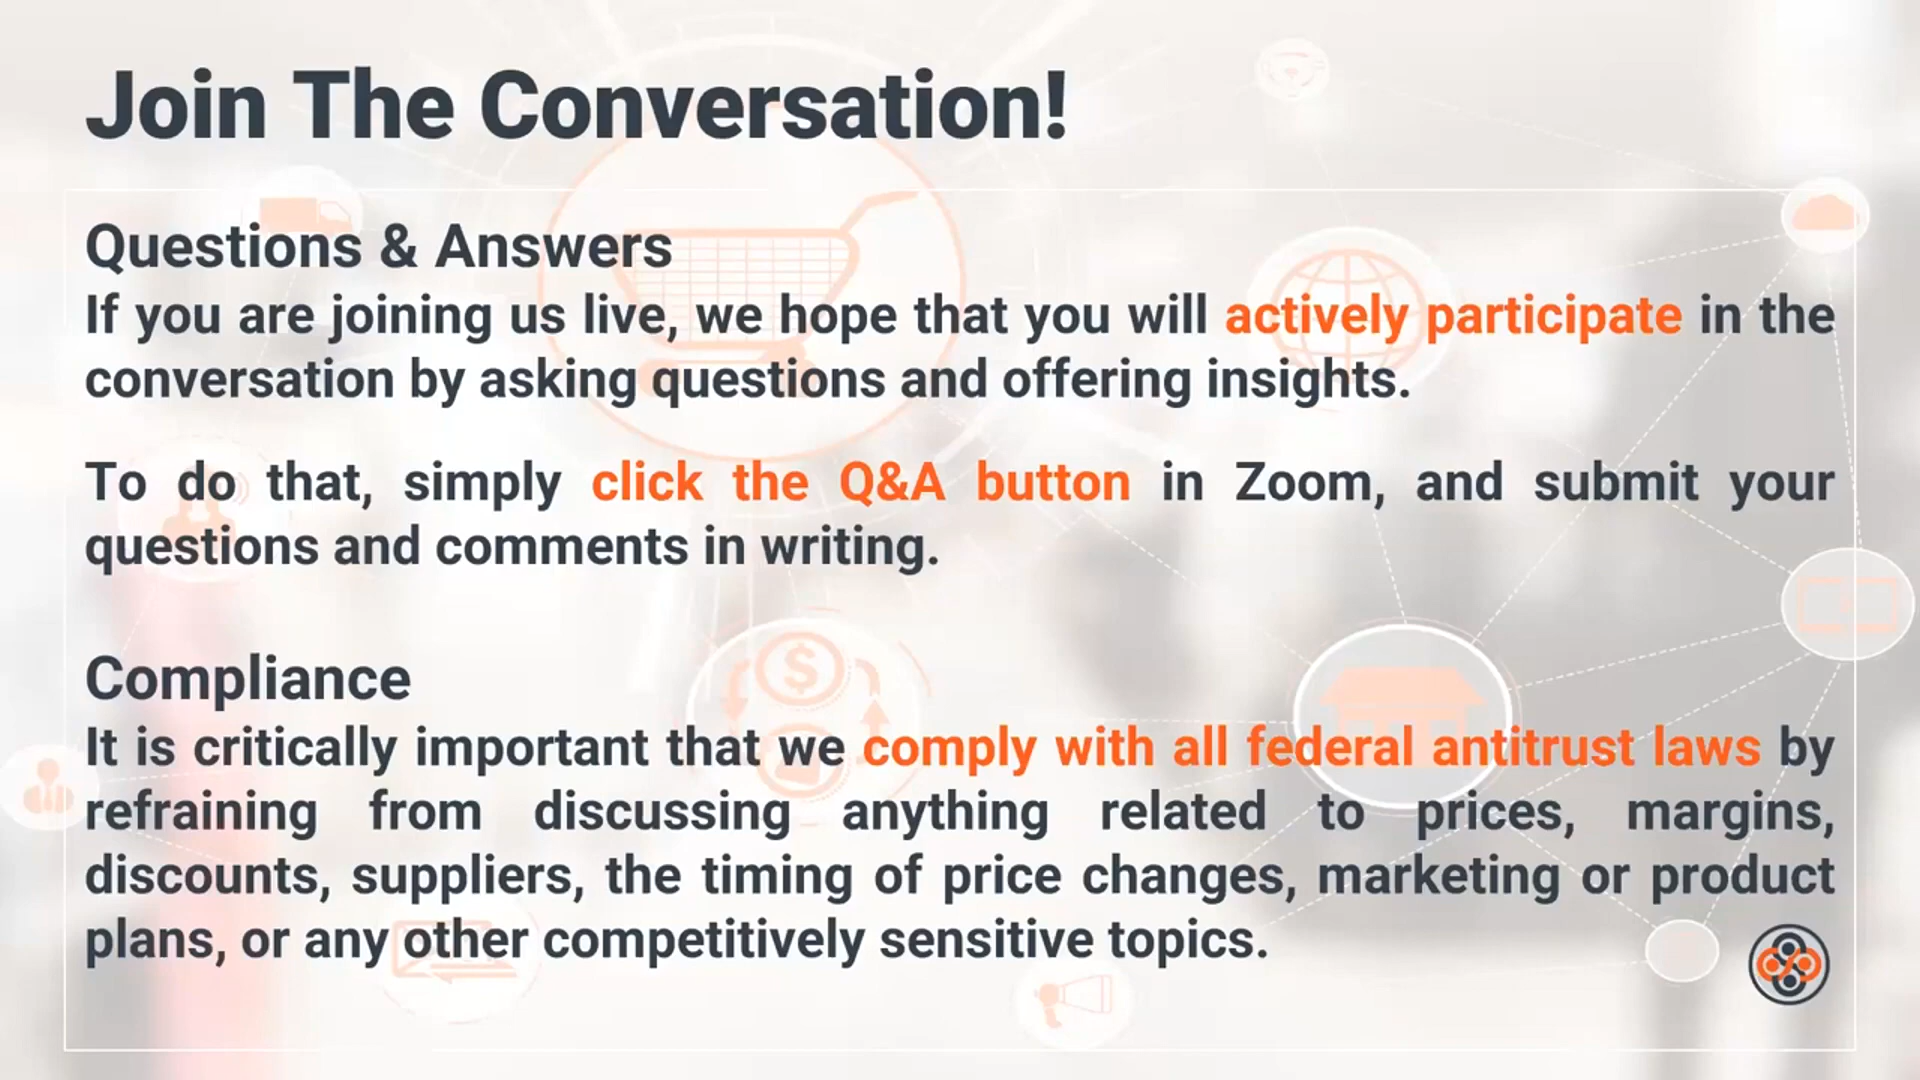 Join The Conversation!
Questions & Answers
If you are joining us live, we hope that you will actively participate in the
conversation by asking questions and offering insights.
To do that, simply click the Q&A button in Zoom, and submit your
questions and comments in writing.
Compliance
It is critically important that we comply with all federal antitrust laws by
refraining from discussing anything related to prices, margins,
discounts, suppliers, the timing of price changes, marketing or product
plans, or any other competitively sensitive topics.